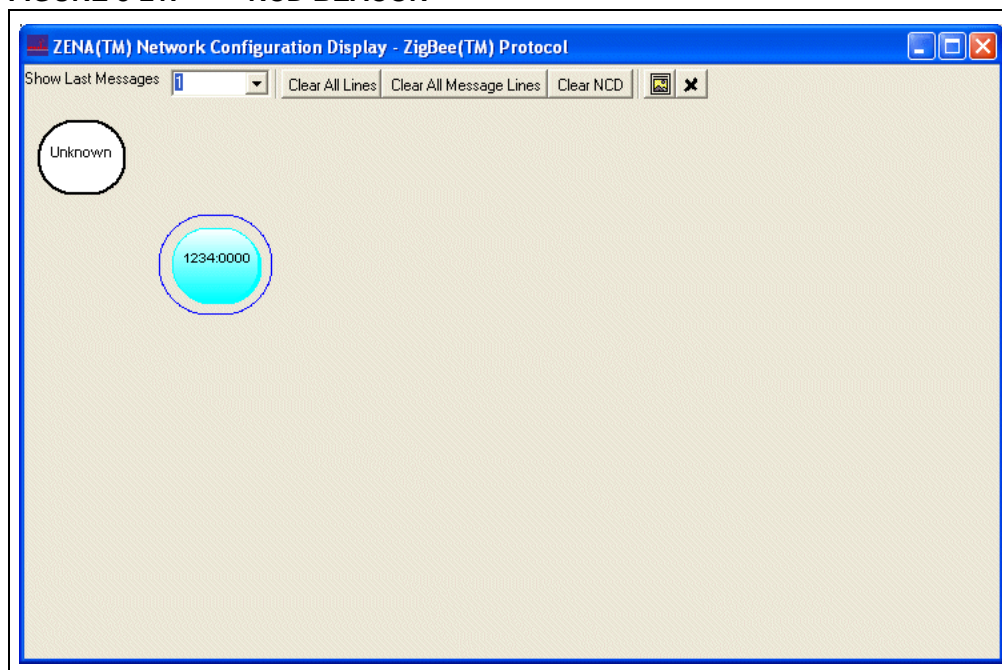 ZENA(TM) Network Configuration Display - ZigBee(TM) Protocol
Show Last Messages 1 Clear All Lines Clear All Message Lines Clear NCD
Unknown
1234:0000